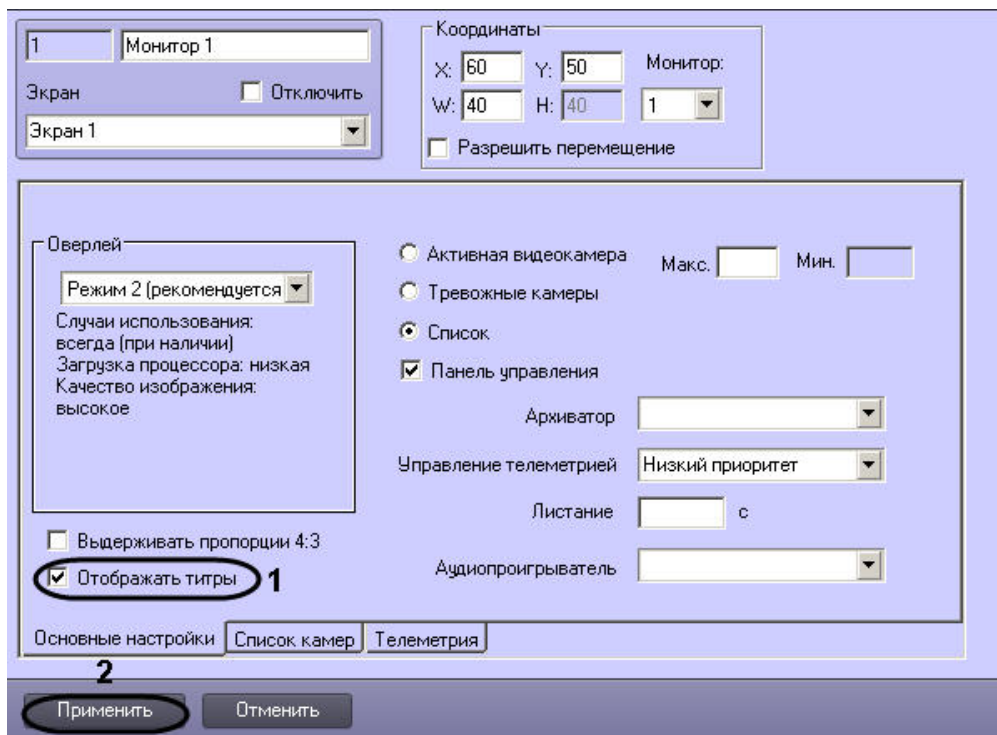 1 Монитор 1
Экран Отключить
Экран 1
Координаты
X: 60 Y: 50 Монитор:
W: 40 H: 40 1
Разрешить перемещение
Оверлей
Режим 2 (рекомендуется
Случаи использования:
всегда (при наличии)
Загрузка процессора: низкая
Качество изображения:
высокое
Выдерживать пропорции 4:3
Отображать титры 1
Активная видеокамера Макс. Мин.
Тревожные камеры
Список
Панель управления
Архиватор
Управление телеметрией Низкий приоритет
Листание с
Аудиопроигрыватель
Основные настройки Список камер Телеметрия
2
Применить Отменить